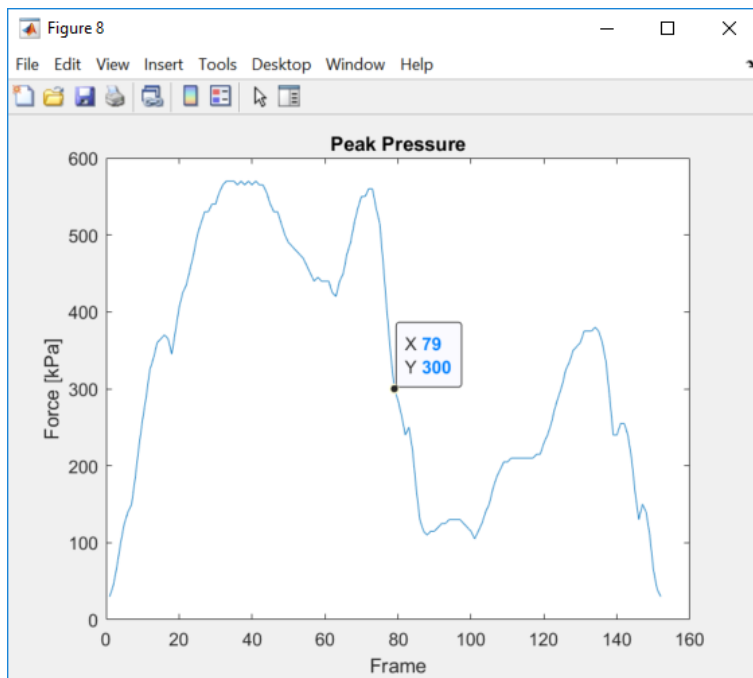 Figure 8
File Edit View Insert Tools Desktop Window Help
Peak Pressure
600
500
400
300
200
100
0
Force [kPa]
X 79
Y 300
0 20 40 60 80 100 120 140 160
Frame